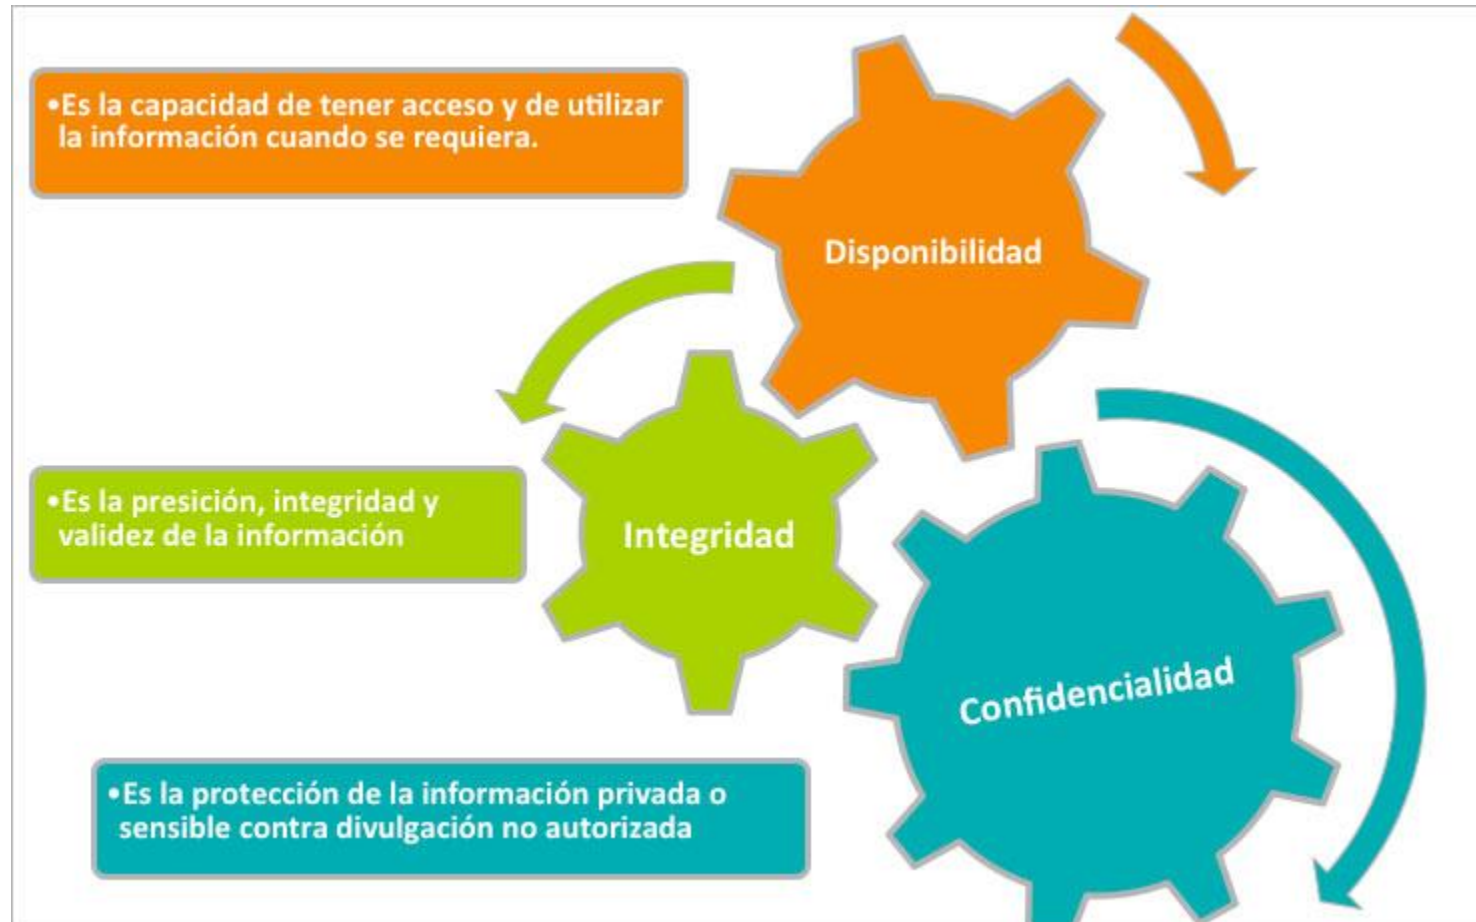 •Es la capacidad de tener acceso y de utilizar
la información cuando se requiera.
Disponibilidad
•Es la presición, integridad y
validez de la información
Integridad
Confidencialidad
•Es la protección de la información privada o
sensible contra divulgación no autorizada